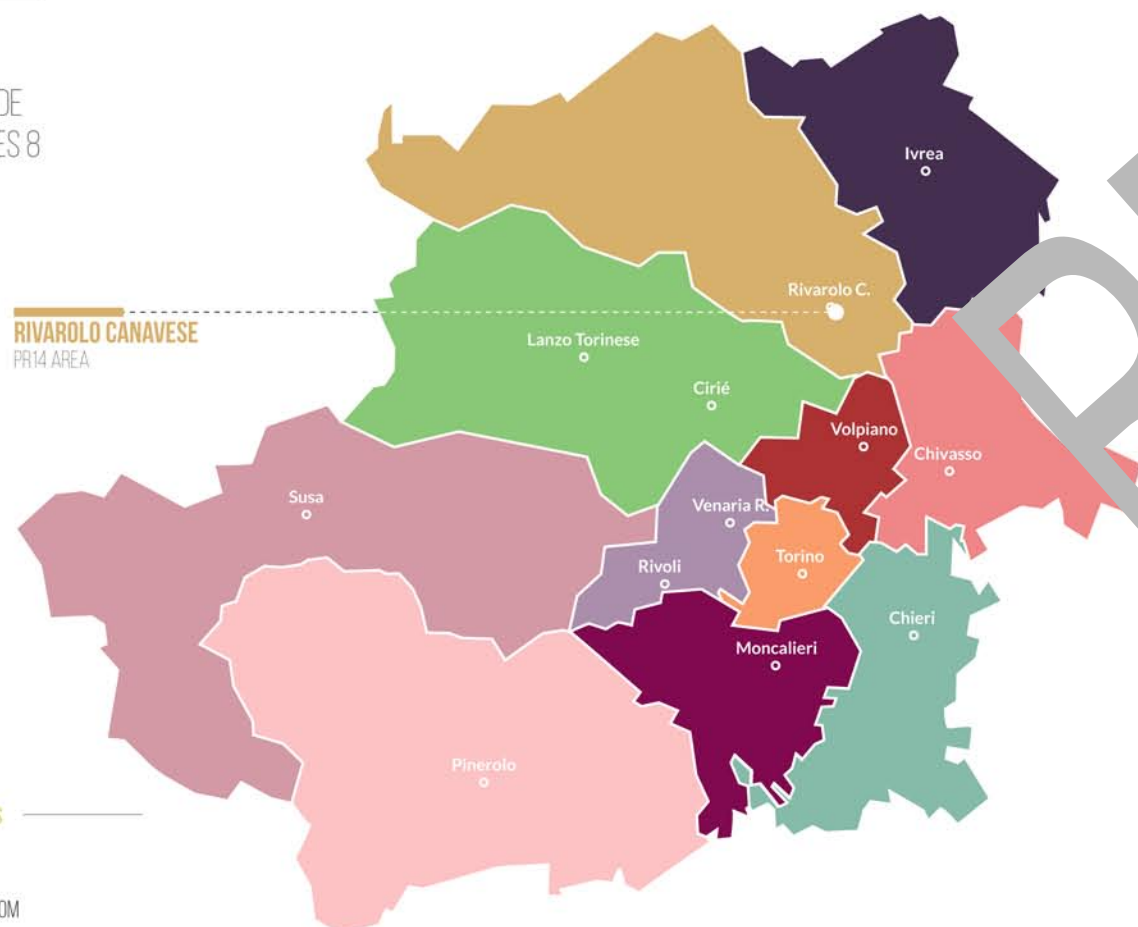 DE
ES 8
Ivrea
Rivarolo C.
RIVAROLO CANAVESE
PR14 AREA
Lanzo Torinese
Cirié
Volpiano
Chivasso
Susa
Venaria R.
Torino
Rivoli
Chieri
Moncalieri
Pinerolo
OM